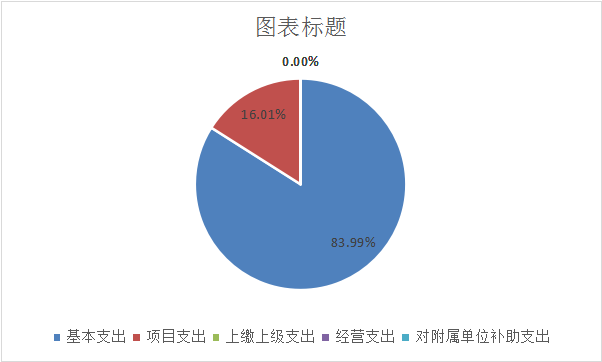 图表标题
0.00%
16.01%
83.99%
基本支出 项目支出 上缴上级支出 经营支出 对附属单位补助支出